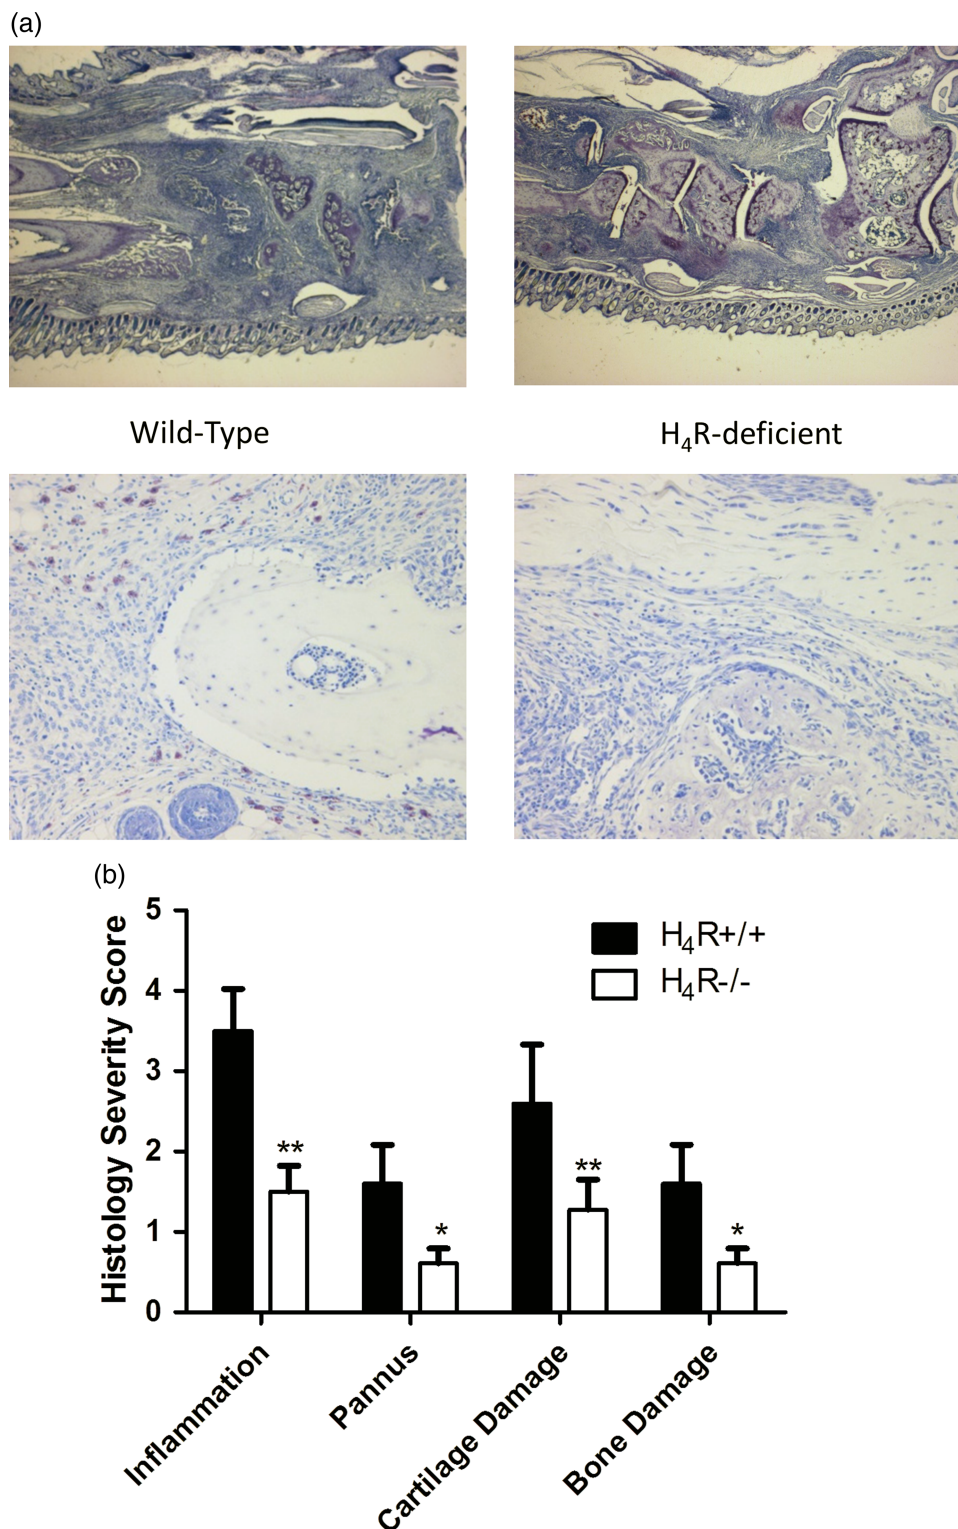 (a)
Wild-Type
H₄R-deficient
(b)
Histology Severity Score
5
4
3
2
1
0
H₄R+/+
H₄R-/-
**
*
**
*
Inflammation
Pannus
Cartilage Damage
Bone Damage